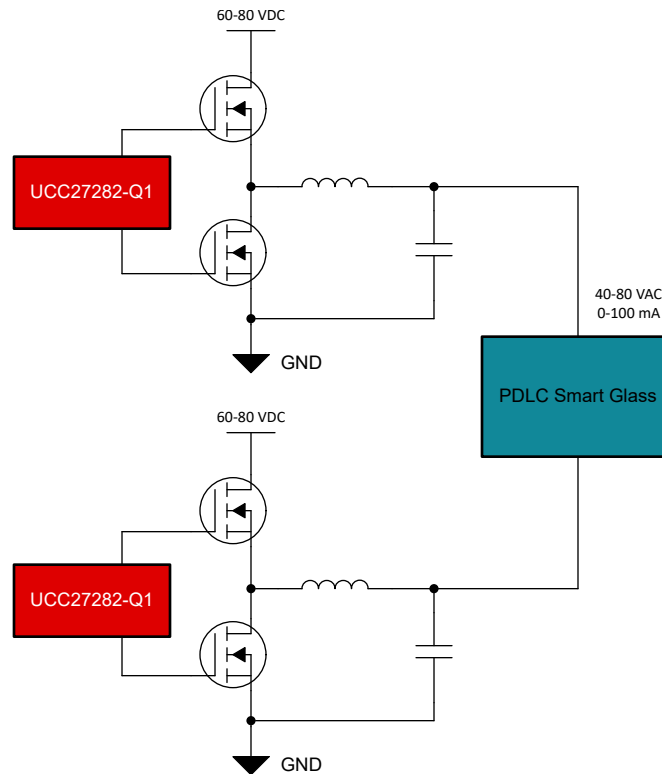 60-80 VDC
UCC27282-Q1
40-80 VAC
0-100 mA
GND
PDLC Smart Glass
60-80 VDC
UCC27282-Q1
GND